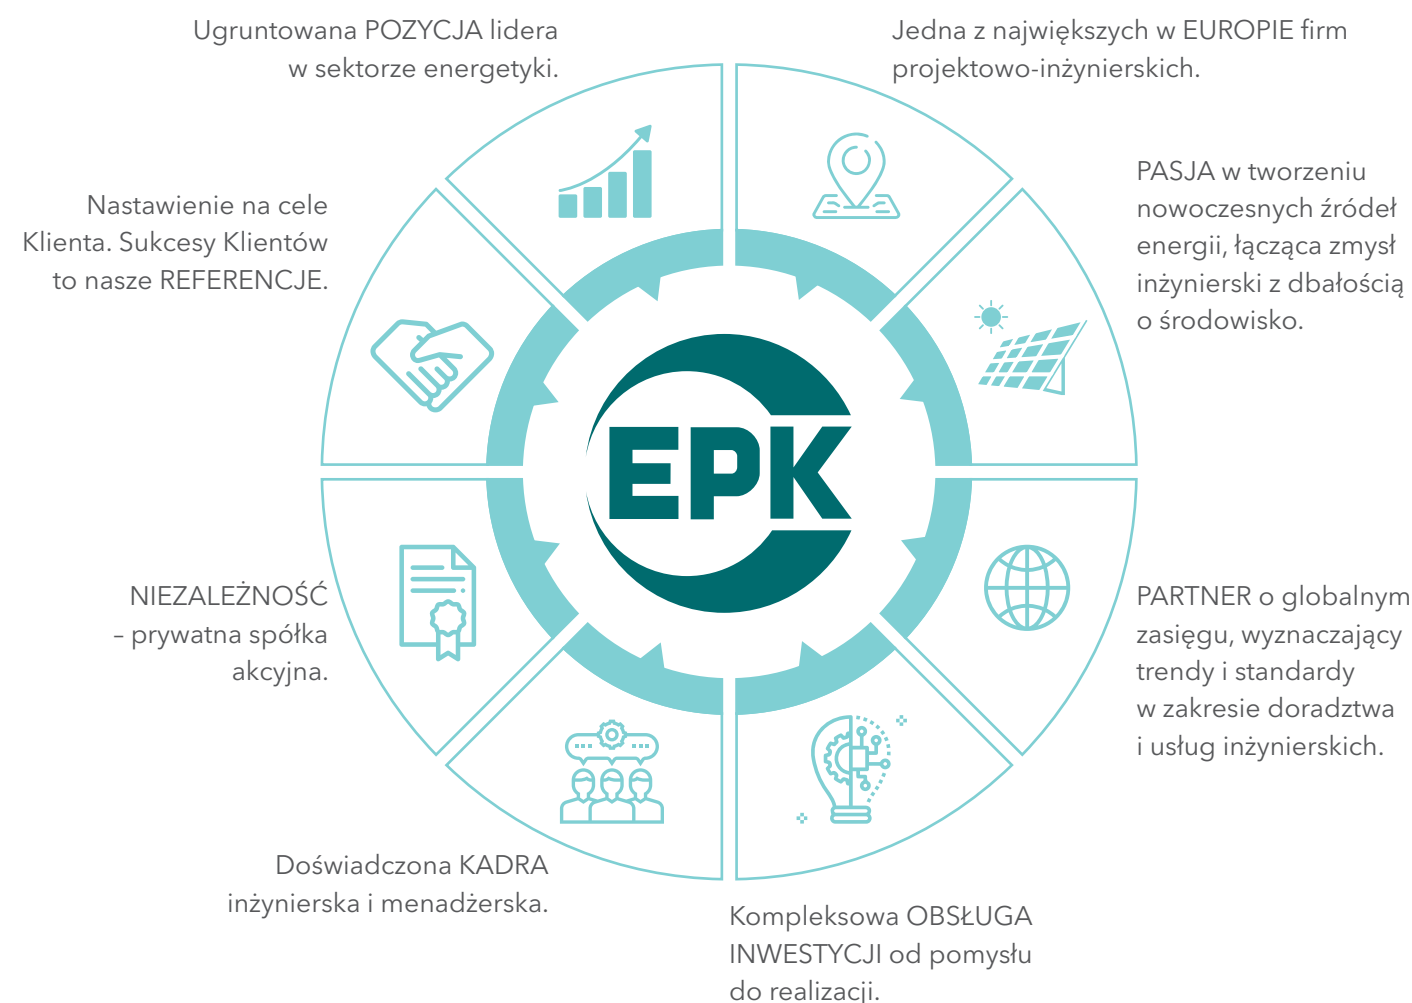 Ugruntowana POZYCJA lidera
w sektorze energetyki.
Jedna z największych w EUROPIE firm
projektowo-inżynierskich.
PASJA w tworzeniu
nowoczesnych źródeł
energii, łącząca zmysł
inżynierski z dbałością
o środowisko.
Nastawienie na cele
Klienta. Sukcesy Klientów
to nasze REFERENCJE.
EPK
NIEZALEŻNOŚĆ
– prywatna spółka
akcyjna.
PARTNER o globalnym
zasięgu, wyznaczający
trendy i standardy
w zakresie doradztwa
i usług inżynierskich.
Doświadczona KADRA
inżynierska i menadżerska.
Kompleksowa OBSŁUGA
INWESTYCJI od pomysłu
do realizacji.